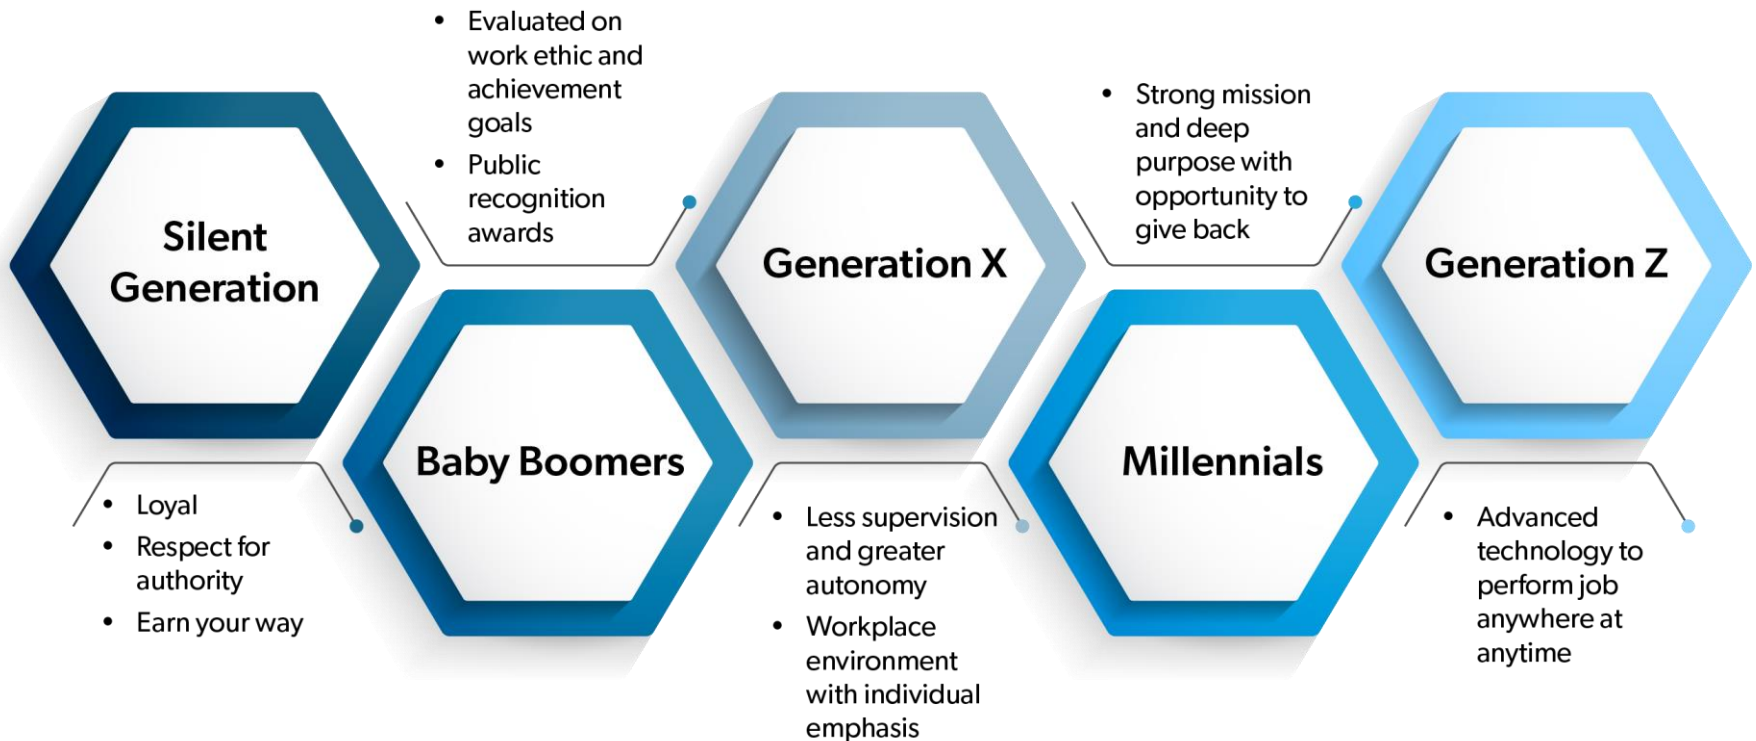 Silent
Generation
• Loyal
• Respect for
authority
• Earn your way
• Evaluated on
work ethic and
achievement
goals
• Public
recognition
awards
Baby Boomers
Generation X
• Less supervision
and greater
autonomy
• Workplace
environment
with individual
emphasis
• Strong mission
and deep
purpose with
opportunity to
give back
Millennials
Generation Z
• Advanced
technology to
perform job
anywhere at
anytime